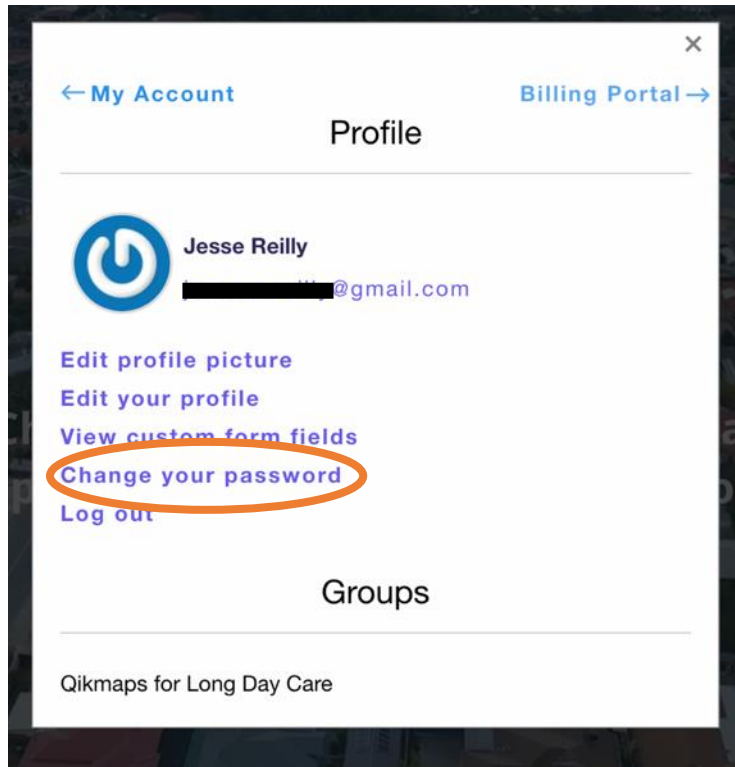 ×
←My Account Billing Portal→
Profile
Jesse Reilly
@gmail.com
Edit profile picture
Edit your profile
View custom form fields
Change your password
Log out
Groups
Qikmaps for Long Day Care